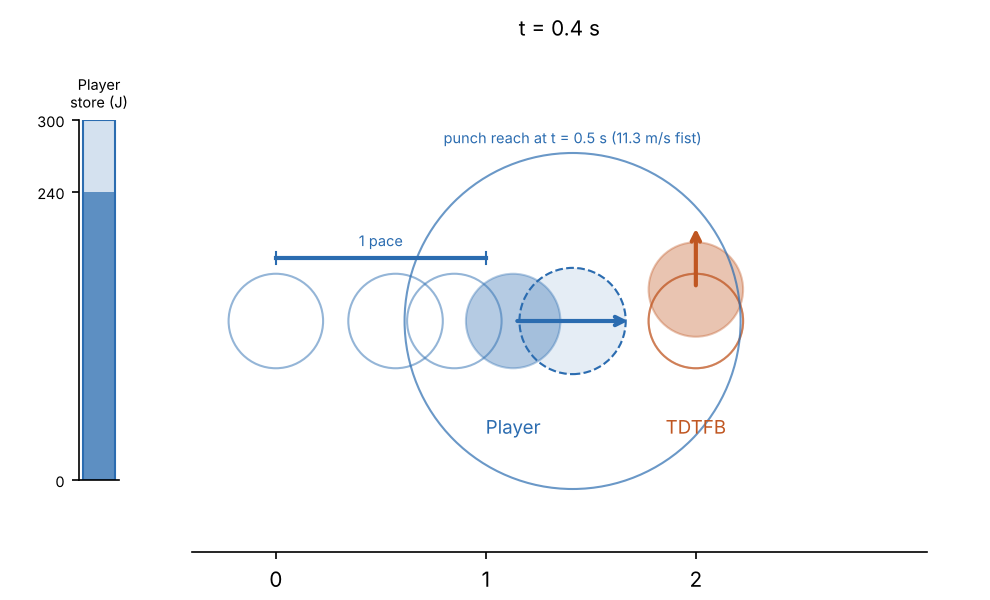 t = 0.4 s
Player
store (J)
300
240
0
punch reach at t = 0.5 s (11.3 m/s fist)
1 pace
Player
TDTFB
0
1
2